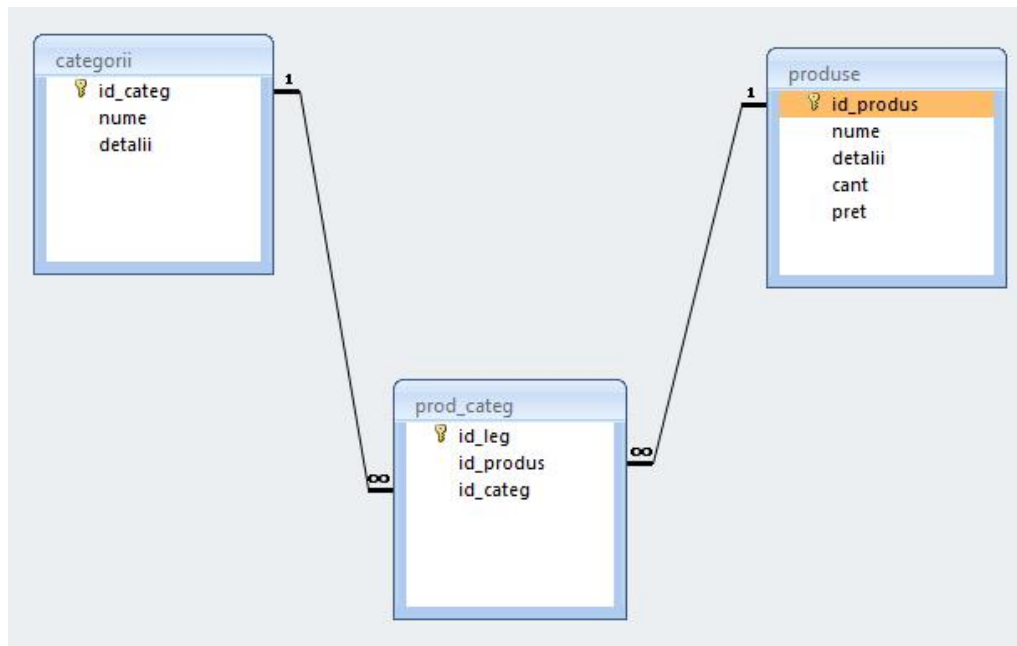 categorii
id_categ
nume
detalii
1
produse
id_produs
nume
detalii
cant
pret
1
prod_categ
id_leg
id_produs
id_categ
∞
∞